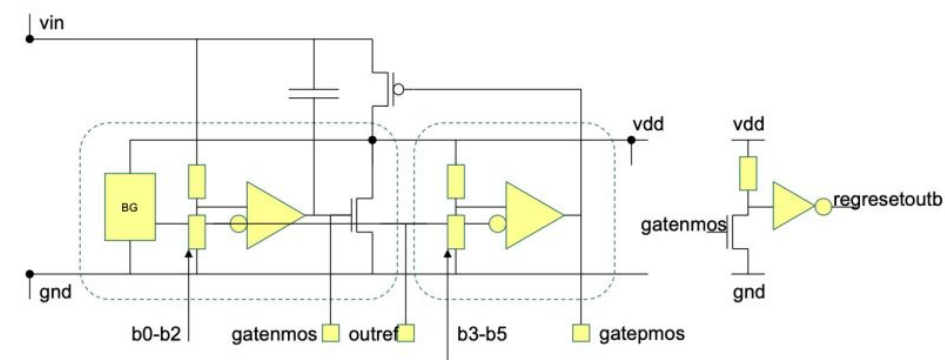 vin
vdd
vdd
BG
regresetoutb
gatenmos
gnd
gnd
b0-b2
gatenmos
outref
b3-b5
gatepmos